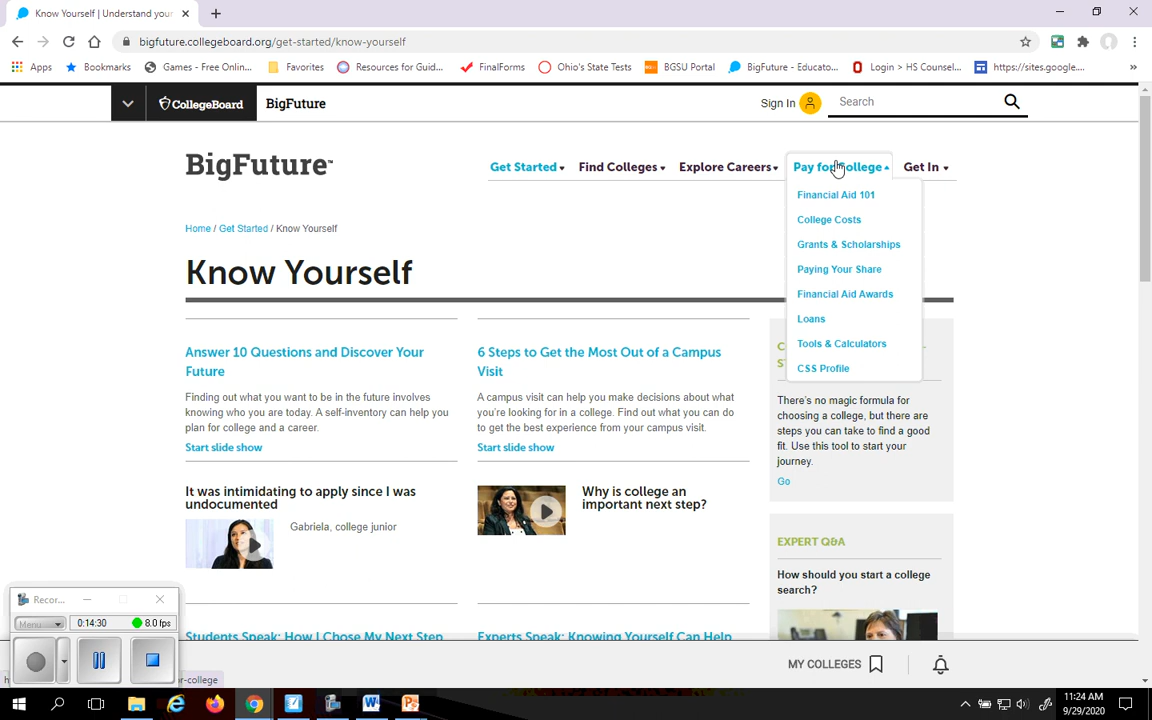 Know Yourself | Understand your
bigfuture.collegeboard.org/get-started/know-yourself
Apps Bookmarks Games - Free Onlin... Favorites Resources for Guid... FinalForms Ohio's State Tests BGSU Portal BigFuture - Educato... Login > HS Counsel... https://sites.google.... »
CollegeBoard BigFuture Sign In Search
BigFuture™ Get Started Find Colleges Explore Careers Pay for College Get In
Financial Aid 101
College Costs
Grants & Scholarships
Paying Your Share
Financial Aid Awards
Loans
Tools & Calculators
CSS Profile
Home / Get Started / Know Yourself
Know Yourself
Answer 10 Questions and Discover Your
Future
Finding out what you want to be in the future involves
knowing who you are today. A self-inventory can help you
plan for college and a career.
Start slide show
6 Steps to Get the Most Out of a Campus
Visit
A campus visit can help you make decisions about what
you're looking for in a college. Find out what you can do
to get the best experience from your campus visit.
Start slide show
There's no magic formula for
choosing a college, but there are
steps you can take to find a good
fit. Use this tool to start your
journey.
Go
It was intimidating to apply since I was
undocumented
Gabriela, college junior
Why is college an
important next step?
EXPERT Q&A
How should you start a college
search?
Students Speak: How I Chose My Next Step
Experts Speak: Knowing Yourself Can Help
Recor...
Menu 0:14:30 8.0 fps
MY COLLEGES
r-college
11:24 AM
9/29/2020